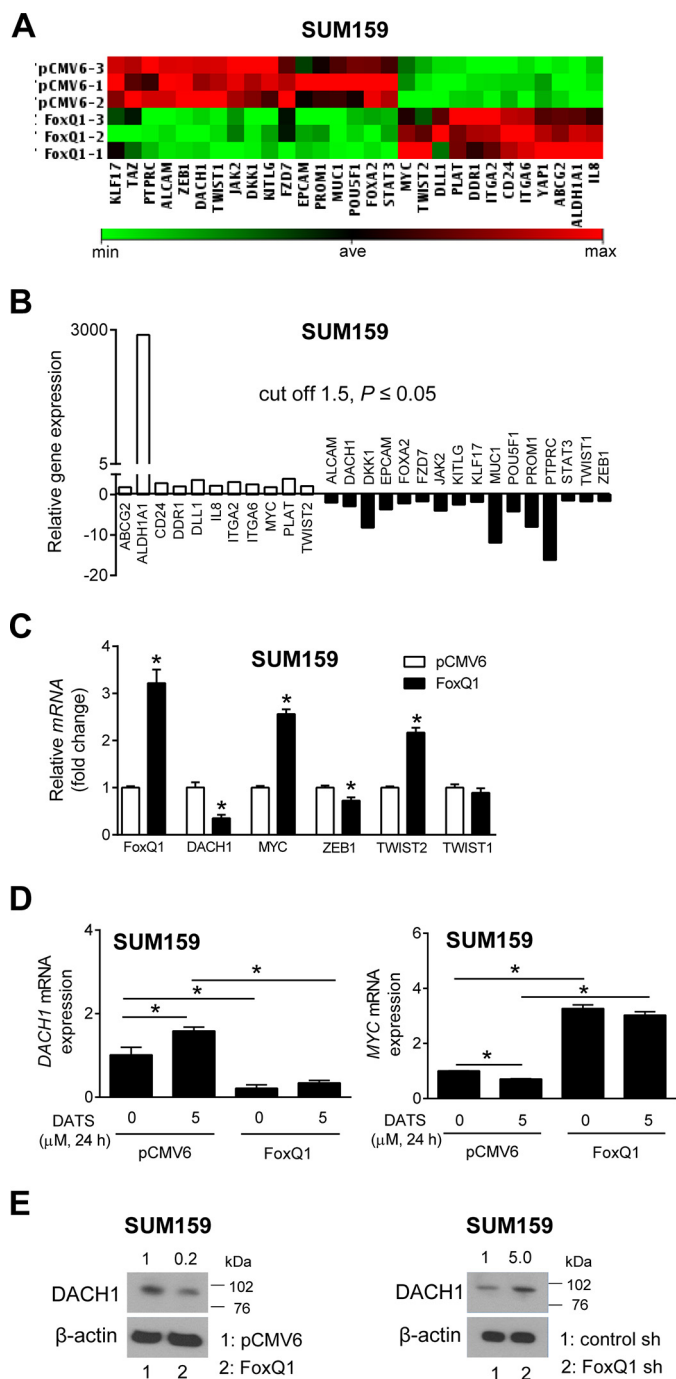 A
SUM159
pCMV6-3
pCMV6-1
pCMV6-2
FoxQ1-3
FoxQ1-2
FoxQ1-1
KLF17 TAZ PTPRC ALCAM ZEB1 DACH1 TWIST1 JAK2 DKK1 KITLG FZD7 EPCAM PROM1 MUC1 POU5F1 FOXA2 STAT3 MYC TWIST2 DLL1 PLAT DDR1 ITGA2 CD24 ITGA6 YAP1 ABCG2 ALDH1A1 IL8
min ave max
B
SUM159
cut off 1.5, P ≤ 0.05
Relative gene expression
3000
5
0
-10
-20
ABCG2 ALDH1A1 CD24 DDR1 DLL1 IL8 ITGA2 ITGA6 MYC PLAT TWIST2
ALCAM DACH1 DKK1 EPCAM FOXA2 FZD7 JAK2 KITLG KLF17 MUC1 POU5F1 PROM1 PTPRC STAT3 TWIST1 ZEB1
C
SUM159
pCMV6
FoxQ1
Relative mRNA
(fold change)
4
3
2
1
0
* * * * *
FoxQ1 DACH1 MYC ZEB1 TWIST2 TWIST1
D
SUM159
DACH1 mRNA
expression
4
2
0
* * *
DATS 0 5 0 5
(μM, 24 h) pCMV6 FoxQ1
SUM159
MYC mRNA
expression
6
4
2
0
* * *
DATS 0 5 0 5
(μM, 24 h) pCMV6 FoxQ1
E
SUM159
1 0.2 kDa
DACH1 102
76
β-actin 1: pCMV6
1 2 2: FoxQ1
SUM159
1 5.0 kDa
DACH1 102
76
β-actin 1: control sh
1 2 2: FoxQ1 sh